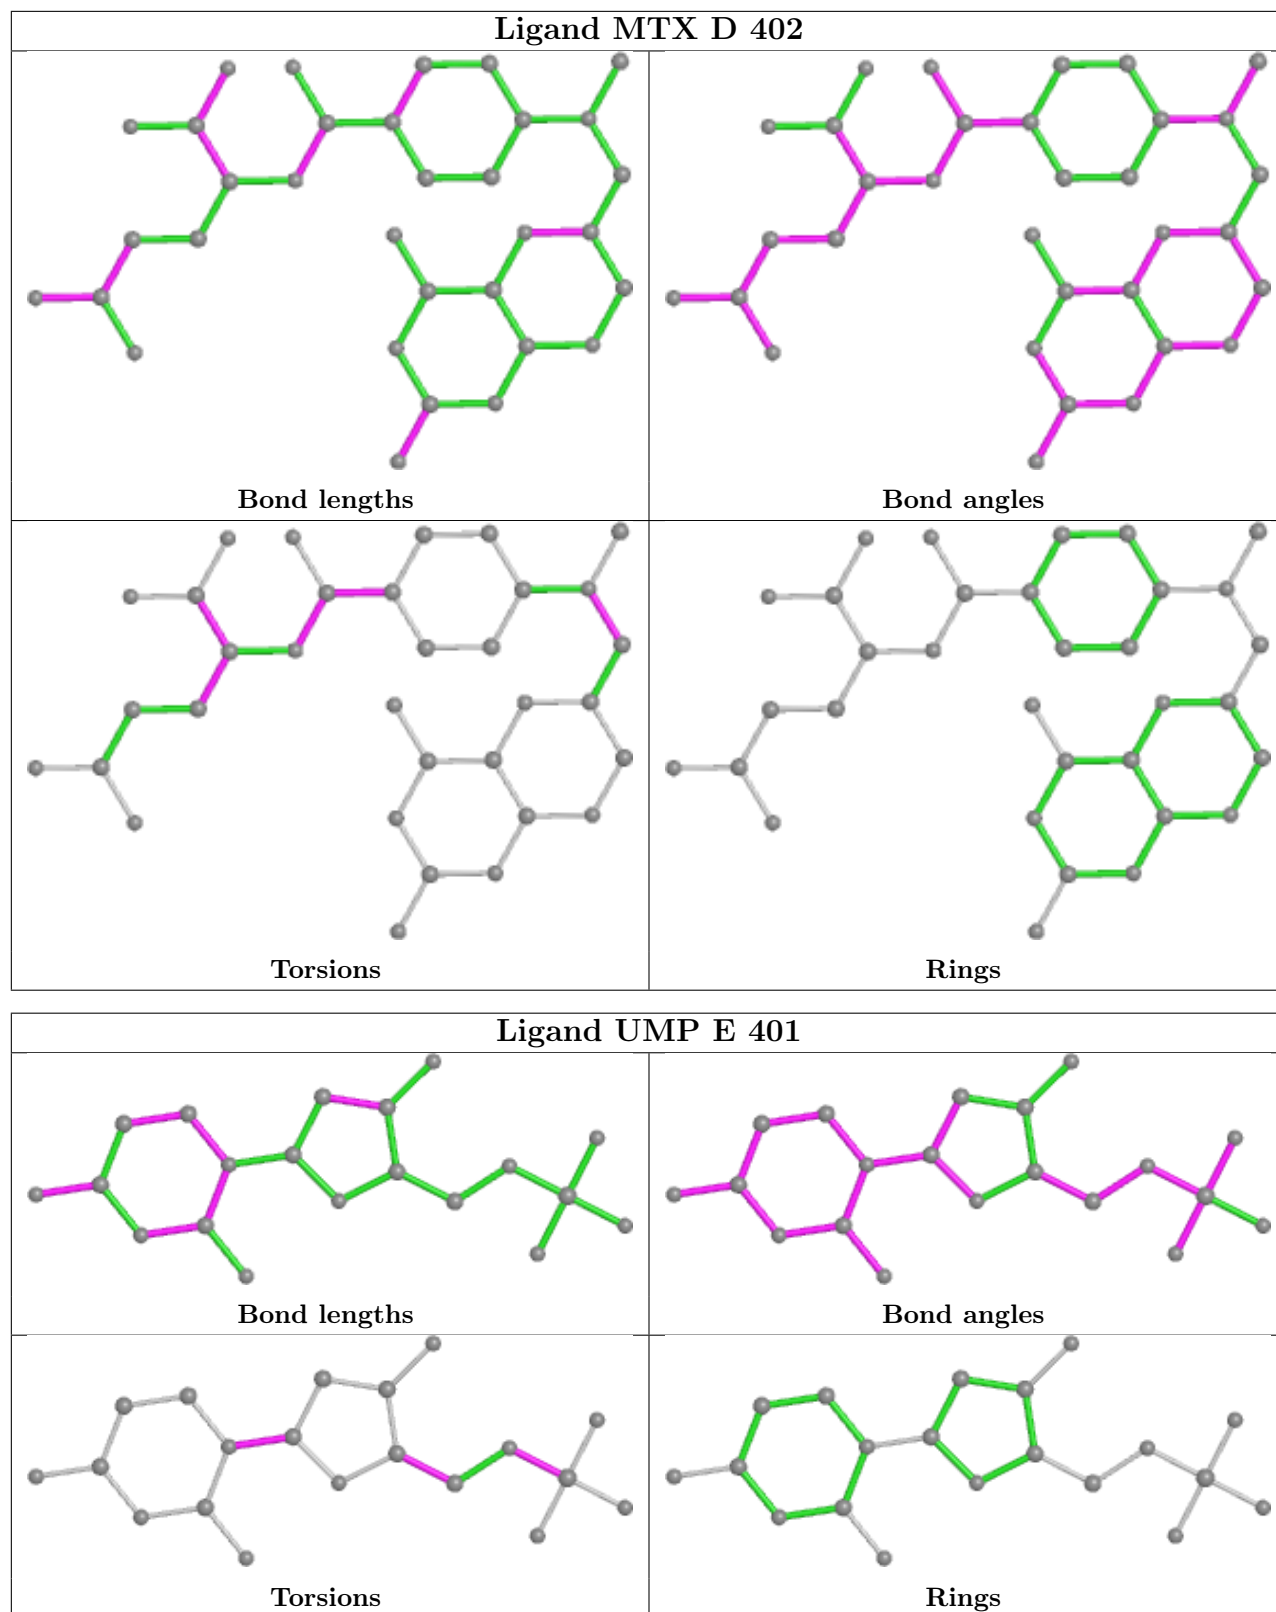 Ligand MTX D 402
Bond lengths
Bond angles
Torsions
Rings
Ligand UMP E 401
Bond lengths
Bond angles
Torsions
Rings